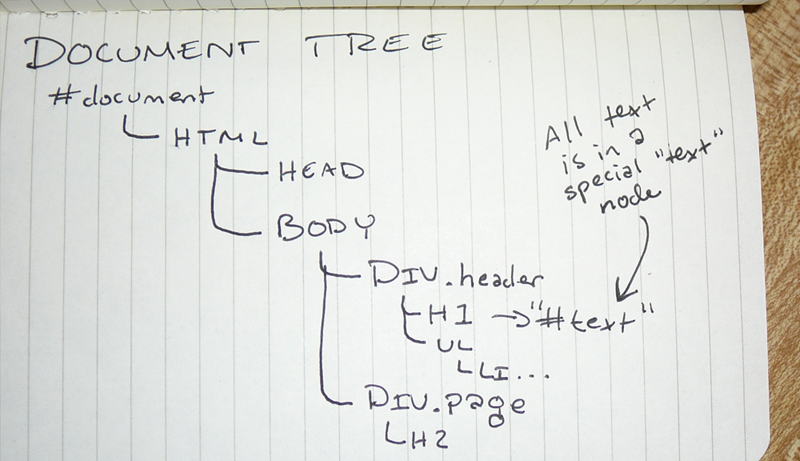 DOCUMENT TREE
#document
HTML
HEAD
BODY
DIV.header
H1 → "#text"
UL
LI...
DIV.page
H2
All text
is in a
special "text"
node